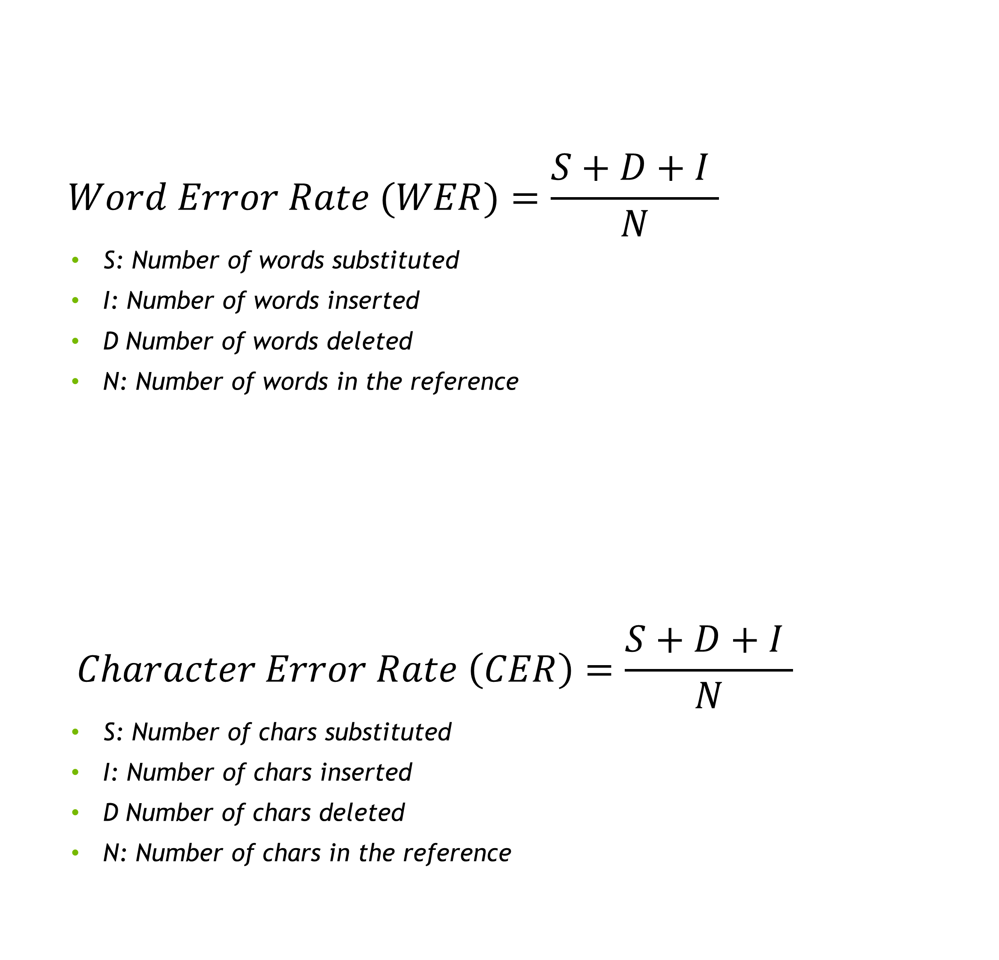 Word Error Rate (WER) = S + D + I / N
• S: Number of words substituted
• I: Number of words inserted
• D Number of words deleted
• N: Number of words in the reference
Character Error Rate (CER) = S + D + I / N
• S: Number of chars substituted
• I: Number of chars inserted
• D Number of chars deleted
• N: Number of chars in the reference